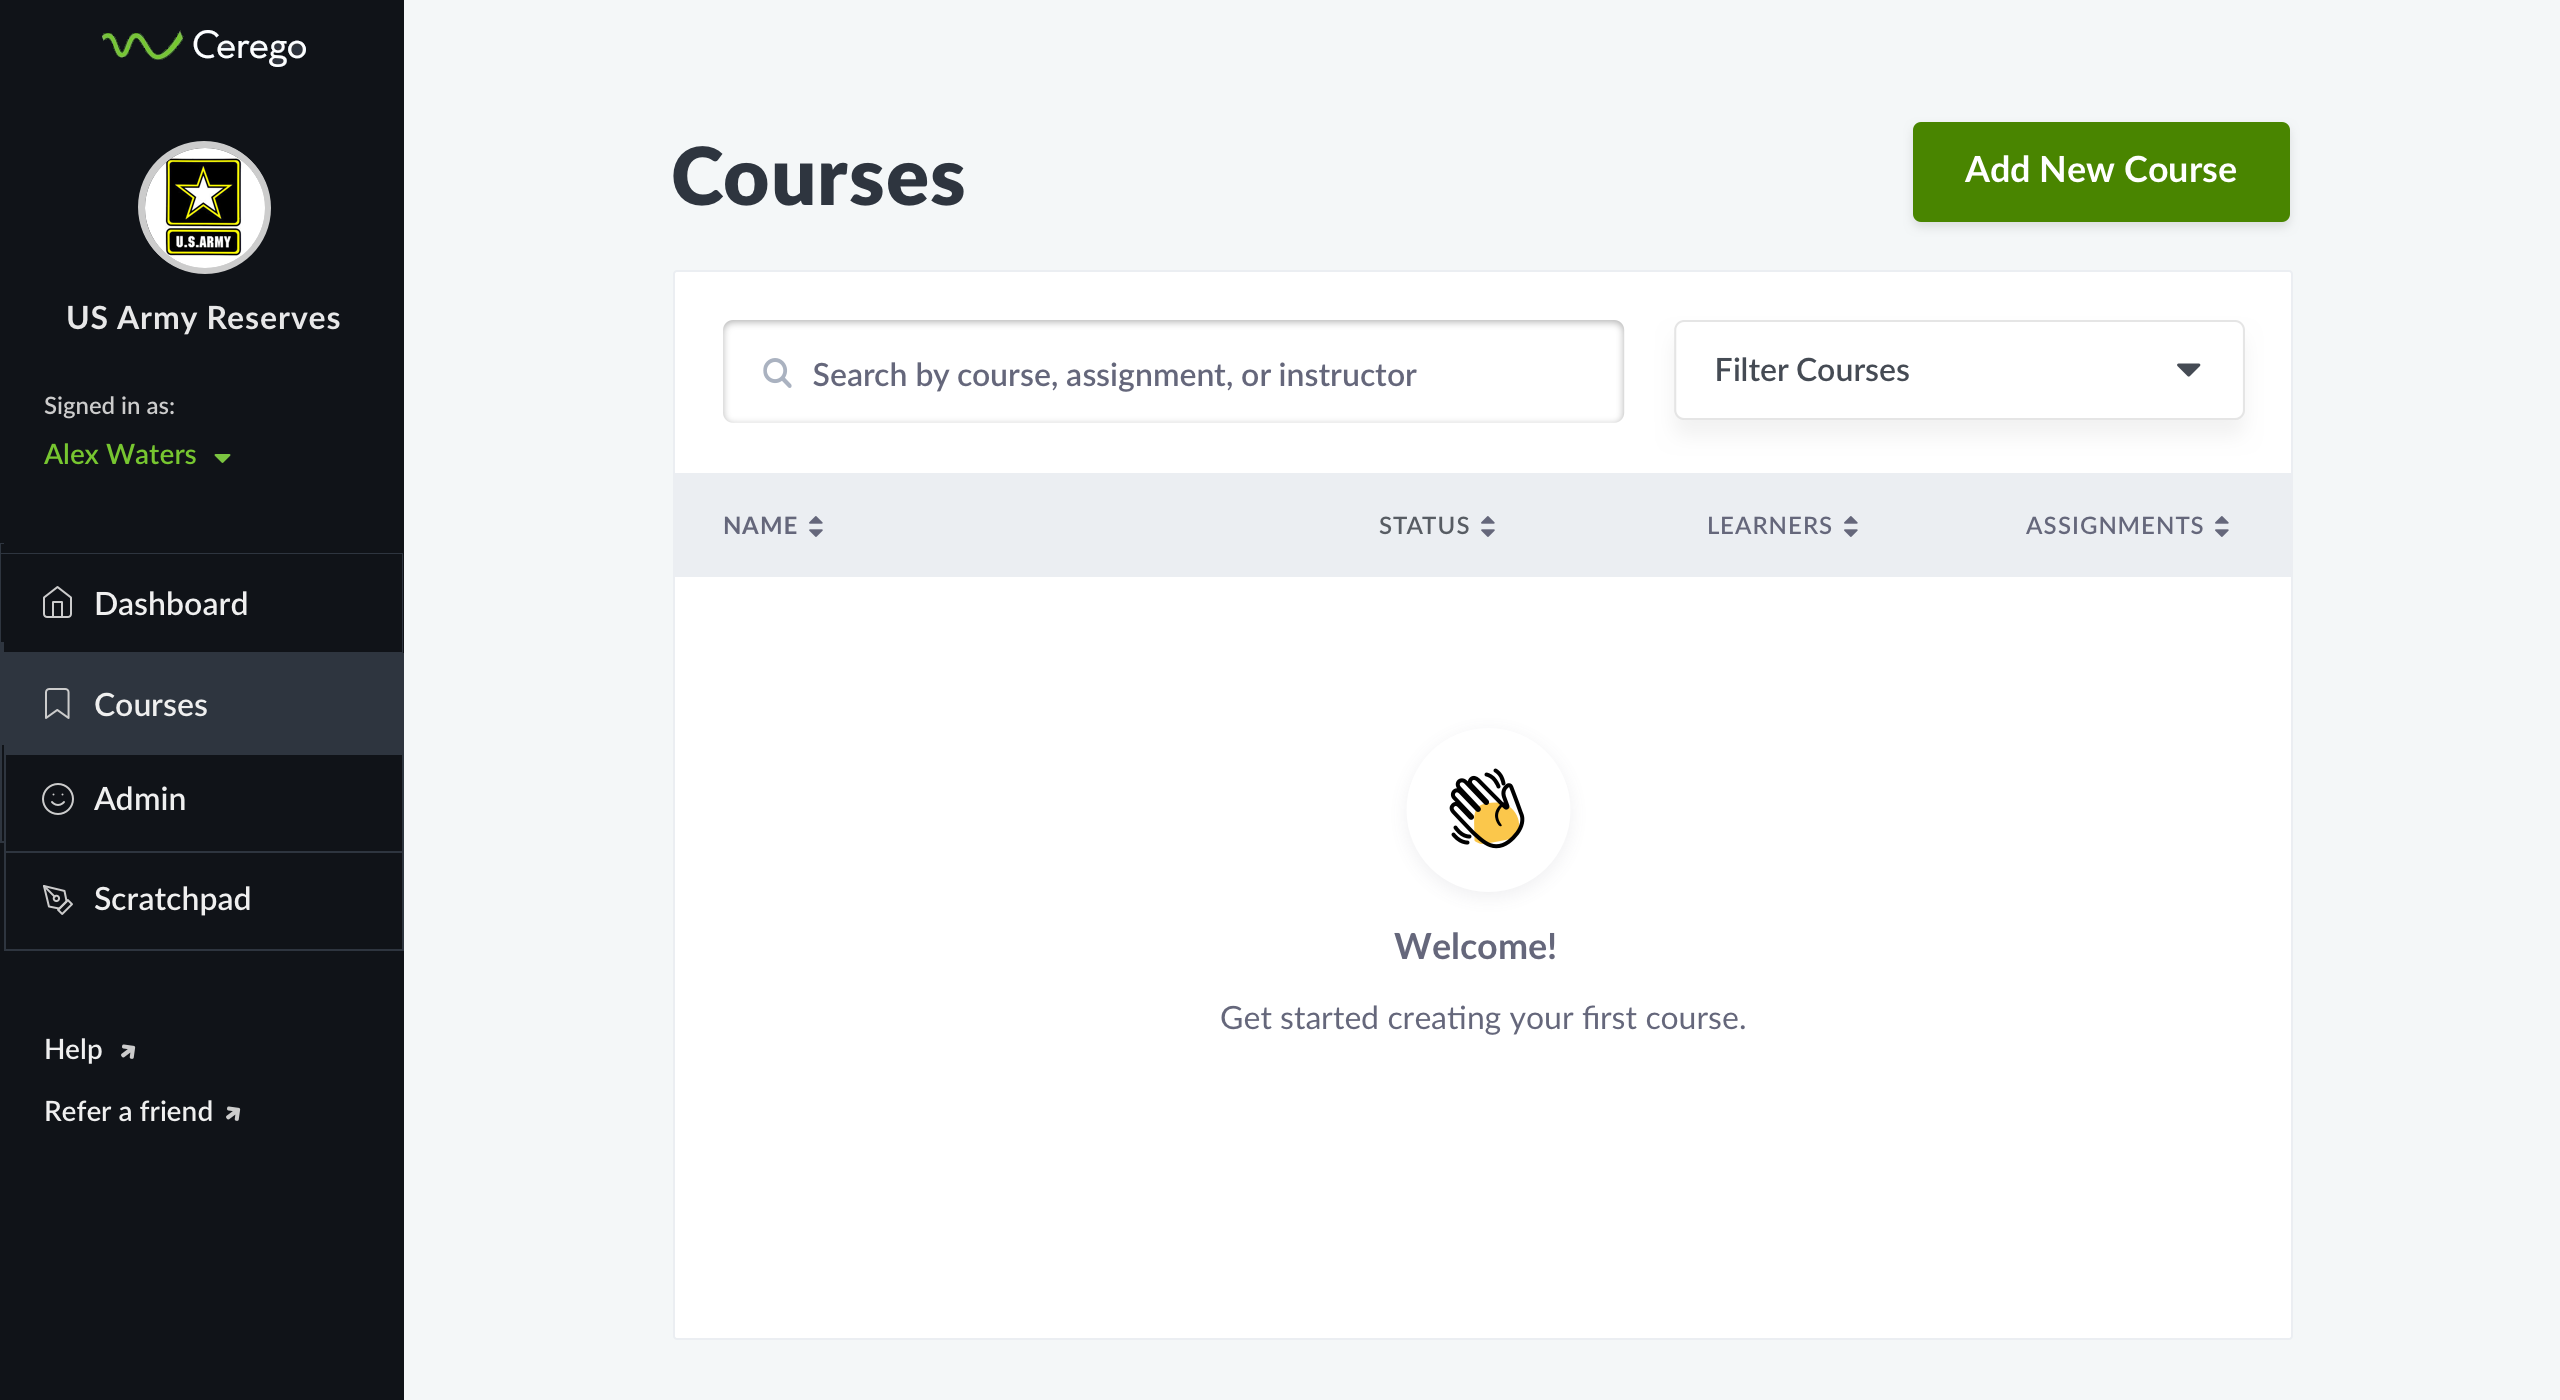 Cerego
U.S.ARMY
US Army Reserves
Signed in as:
Alex Waters
Dashboard
Courses
Admin
Scratchpad
Help
Refer a friend
Courses
Add New Course
Search by course, assignment, or instructor
Filter Courses
NAME STATUS LEARNERS ASSIGNMENTS
Welcome!
Get started creating your first course.